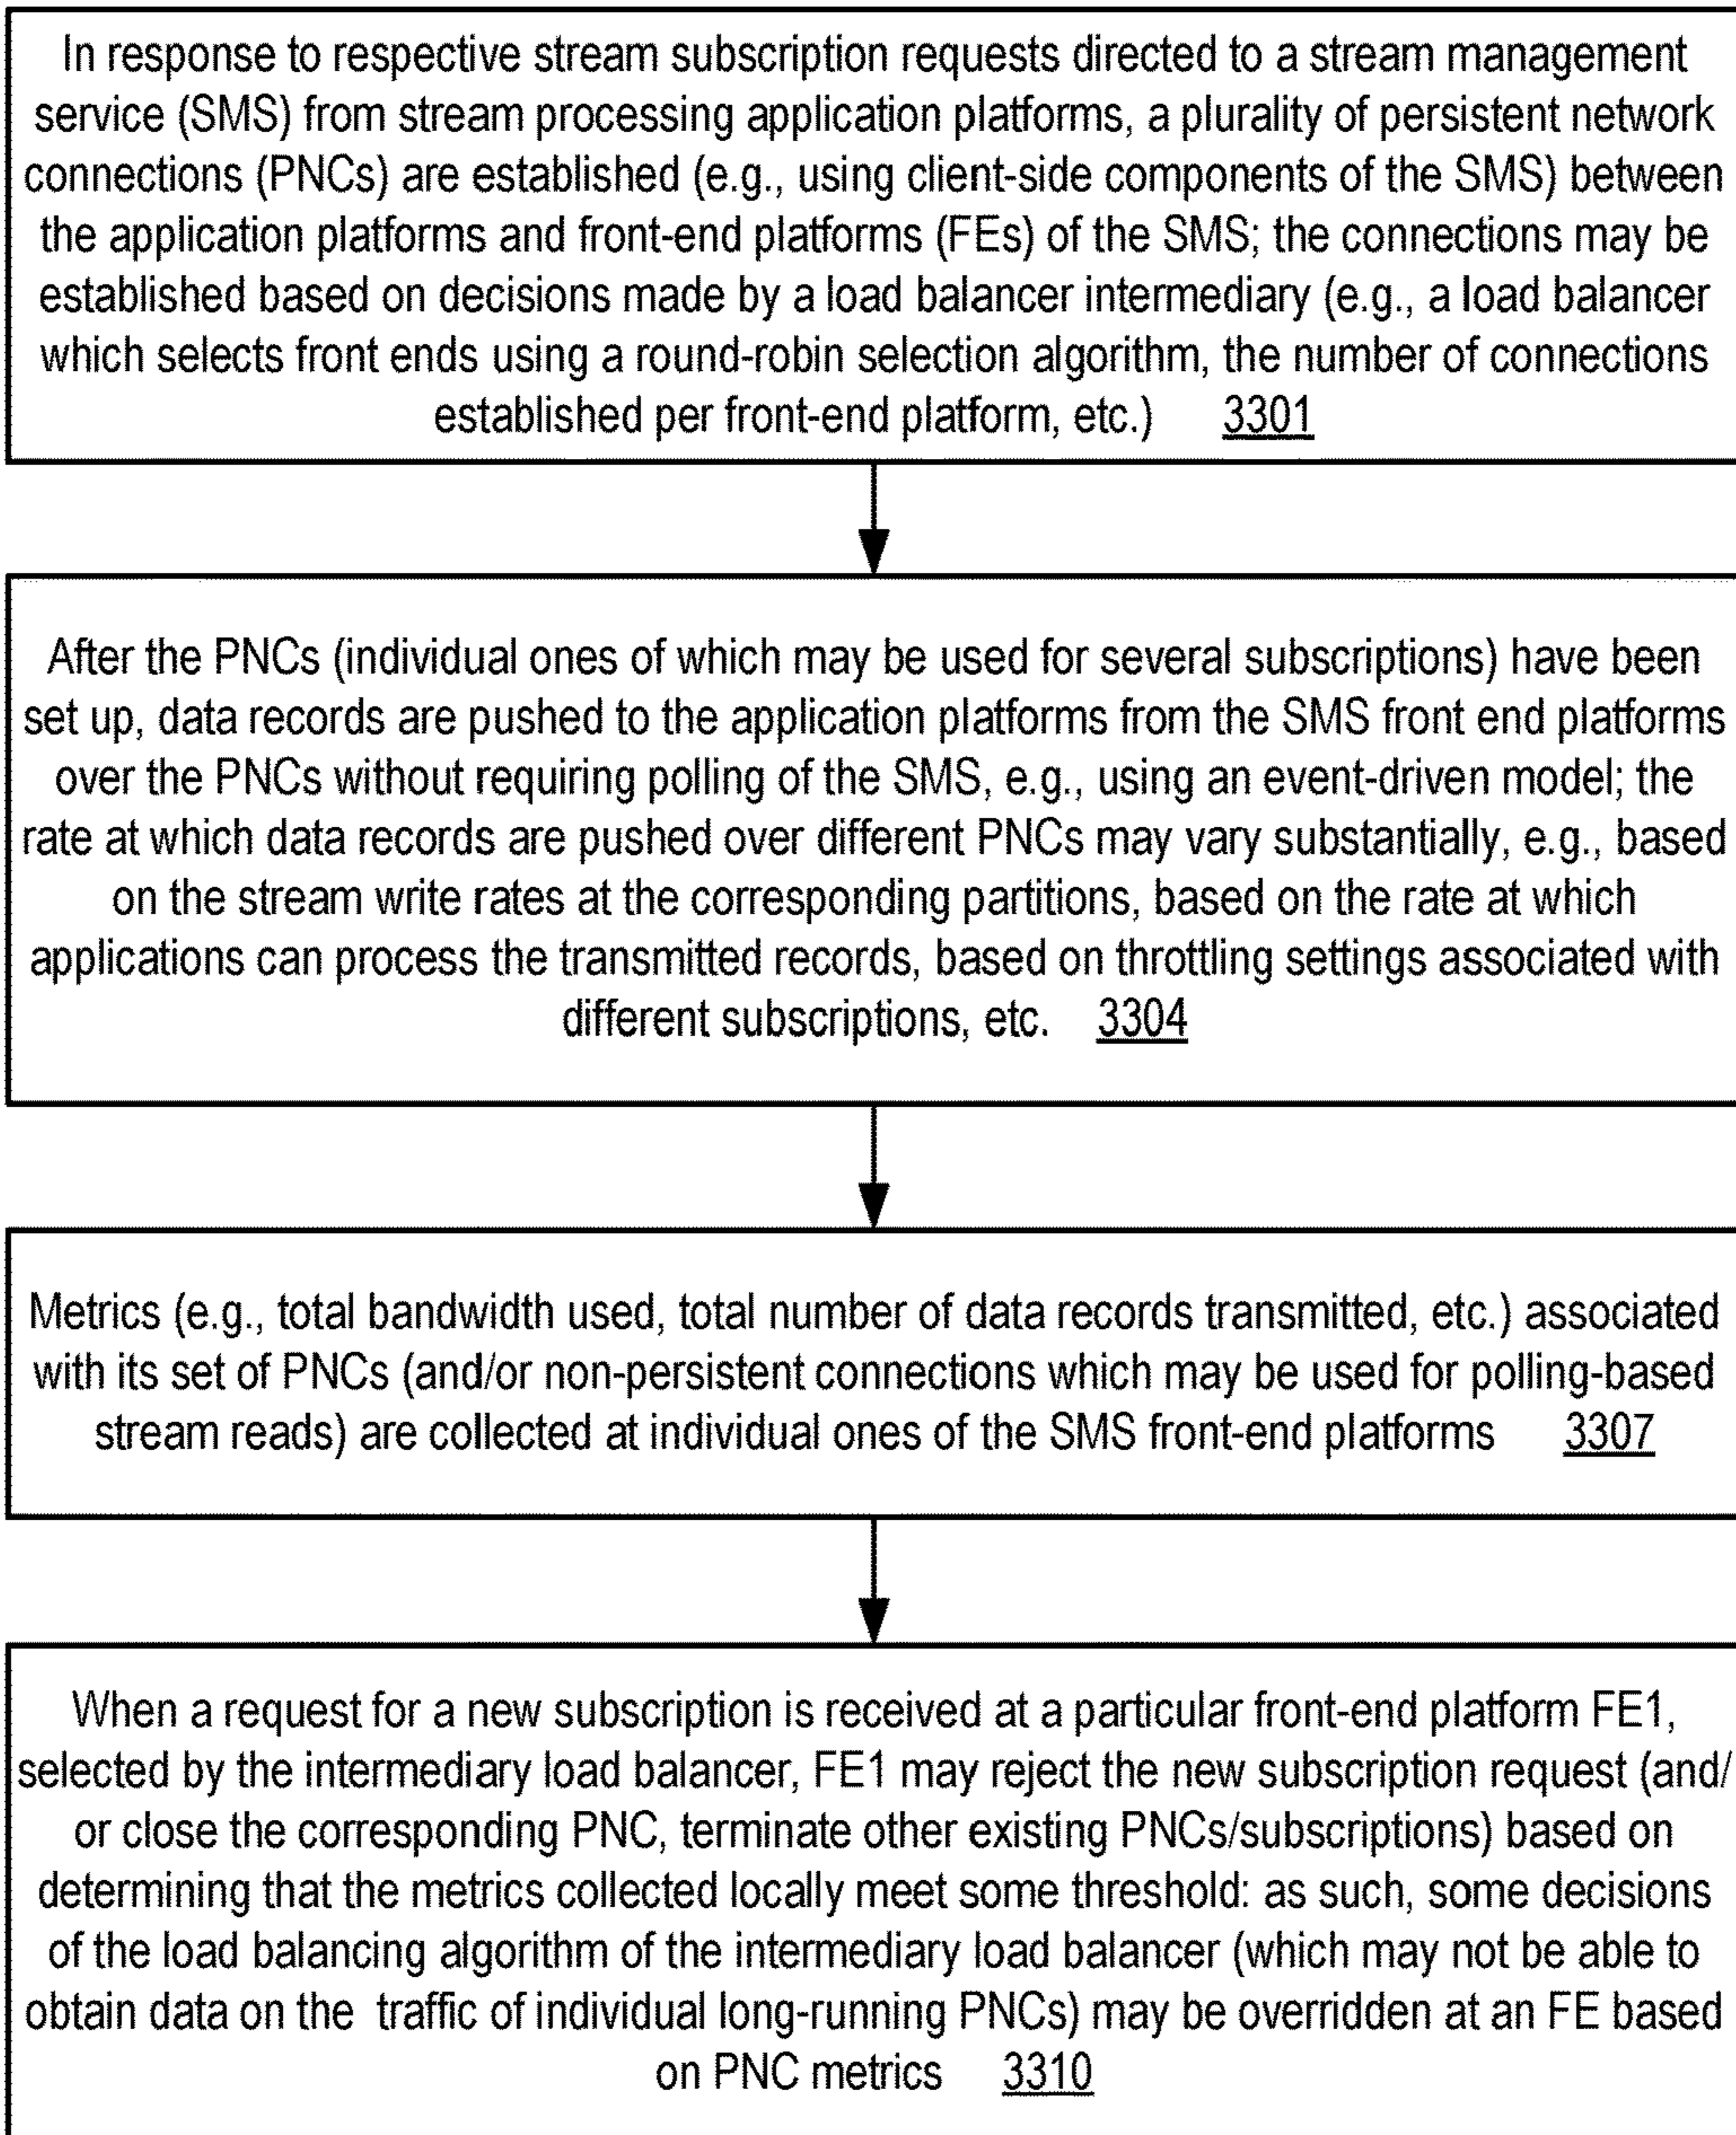 In response to respective stream subscription requests directed to a stream management
service (SMS) from stream processing application platforms, a plurality of persistent network
connections (PNCs) are established (e.g., using client-side components of the SMS) between
the application platforms and front-end platforms (FEs) of the SMS; the connections may be
established based on decisions made by a load balancer intermediary (e.g., a load balancer
which selects front ends using a round-robin selection algorithm, the number of connections
established per front-end platform, etc.) 3301
After the PNCs (individual ones of which may be used for several subscriptions) have been
set up, data records are pushed to the application platforms from the SMS front end platforms
over the PNCs without requiring polling of the SMS, e.g., using an event-driven model; the
rate at which data records are pushed over different PNCs may vary substantially, e.g., based
on the stream write rates at the corresponding partitions, based on the rate at which
applications can process the transmitted records, based on throttling settings associated with
different subscriptions, etc. 3304
Metrics (e.g., total bandwidth used, total number of data records transmitted, etc.) associated
with its set of PNCs (and/or non-persistent connections which may be used for polling-based
stream reads) are collected at individual ones of the SMS front-end platforms 3307
When a request for a new subscription is received at a particular front-end platform FE1,
selected by the intermediary load balancer, FE1 may reject the new subscription request (and/
or close the corresponding PNC, terminate other existing PNCs/subscriptions) based on
determining that the metrics collected locally meet some threshold: as such, some decisions
of the load balancing algorithm of the intermediary load balancer (which may not be able to
obtain data on the traffic of individual long-running PNCs) may be overridden at an FE based
on PNC metrics 3310